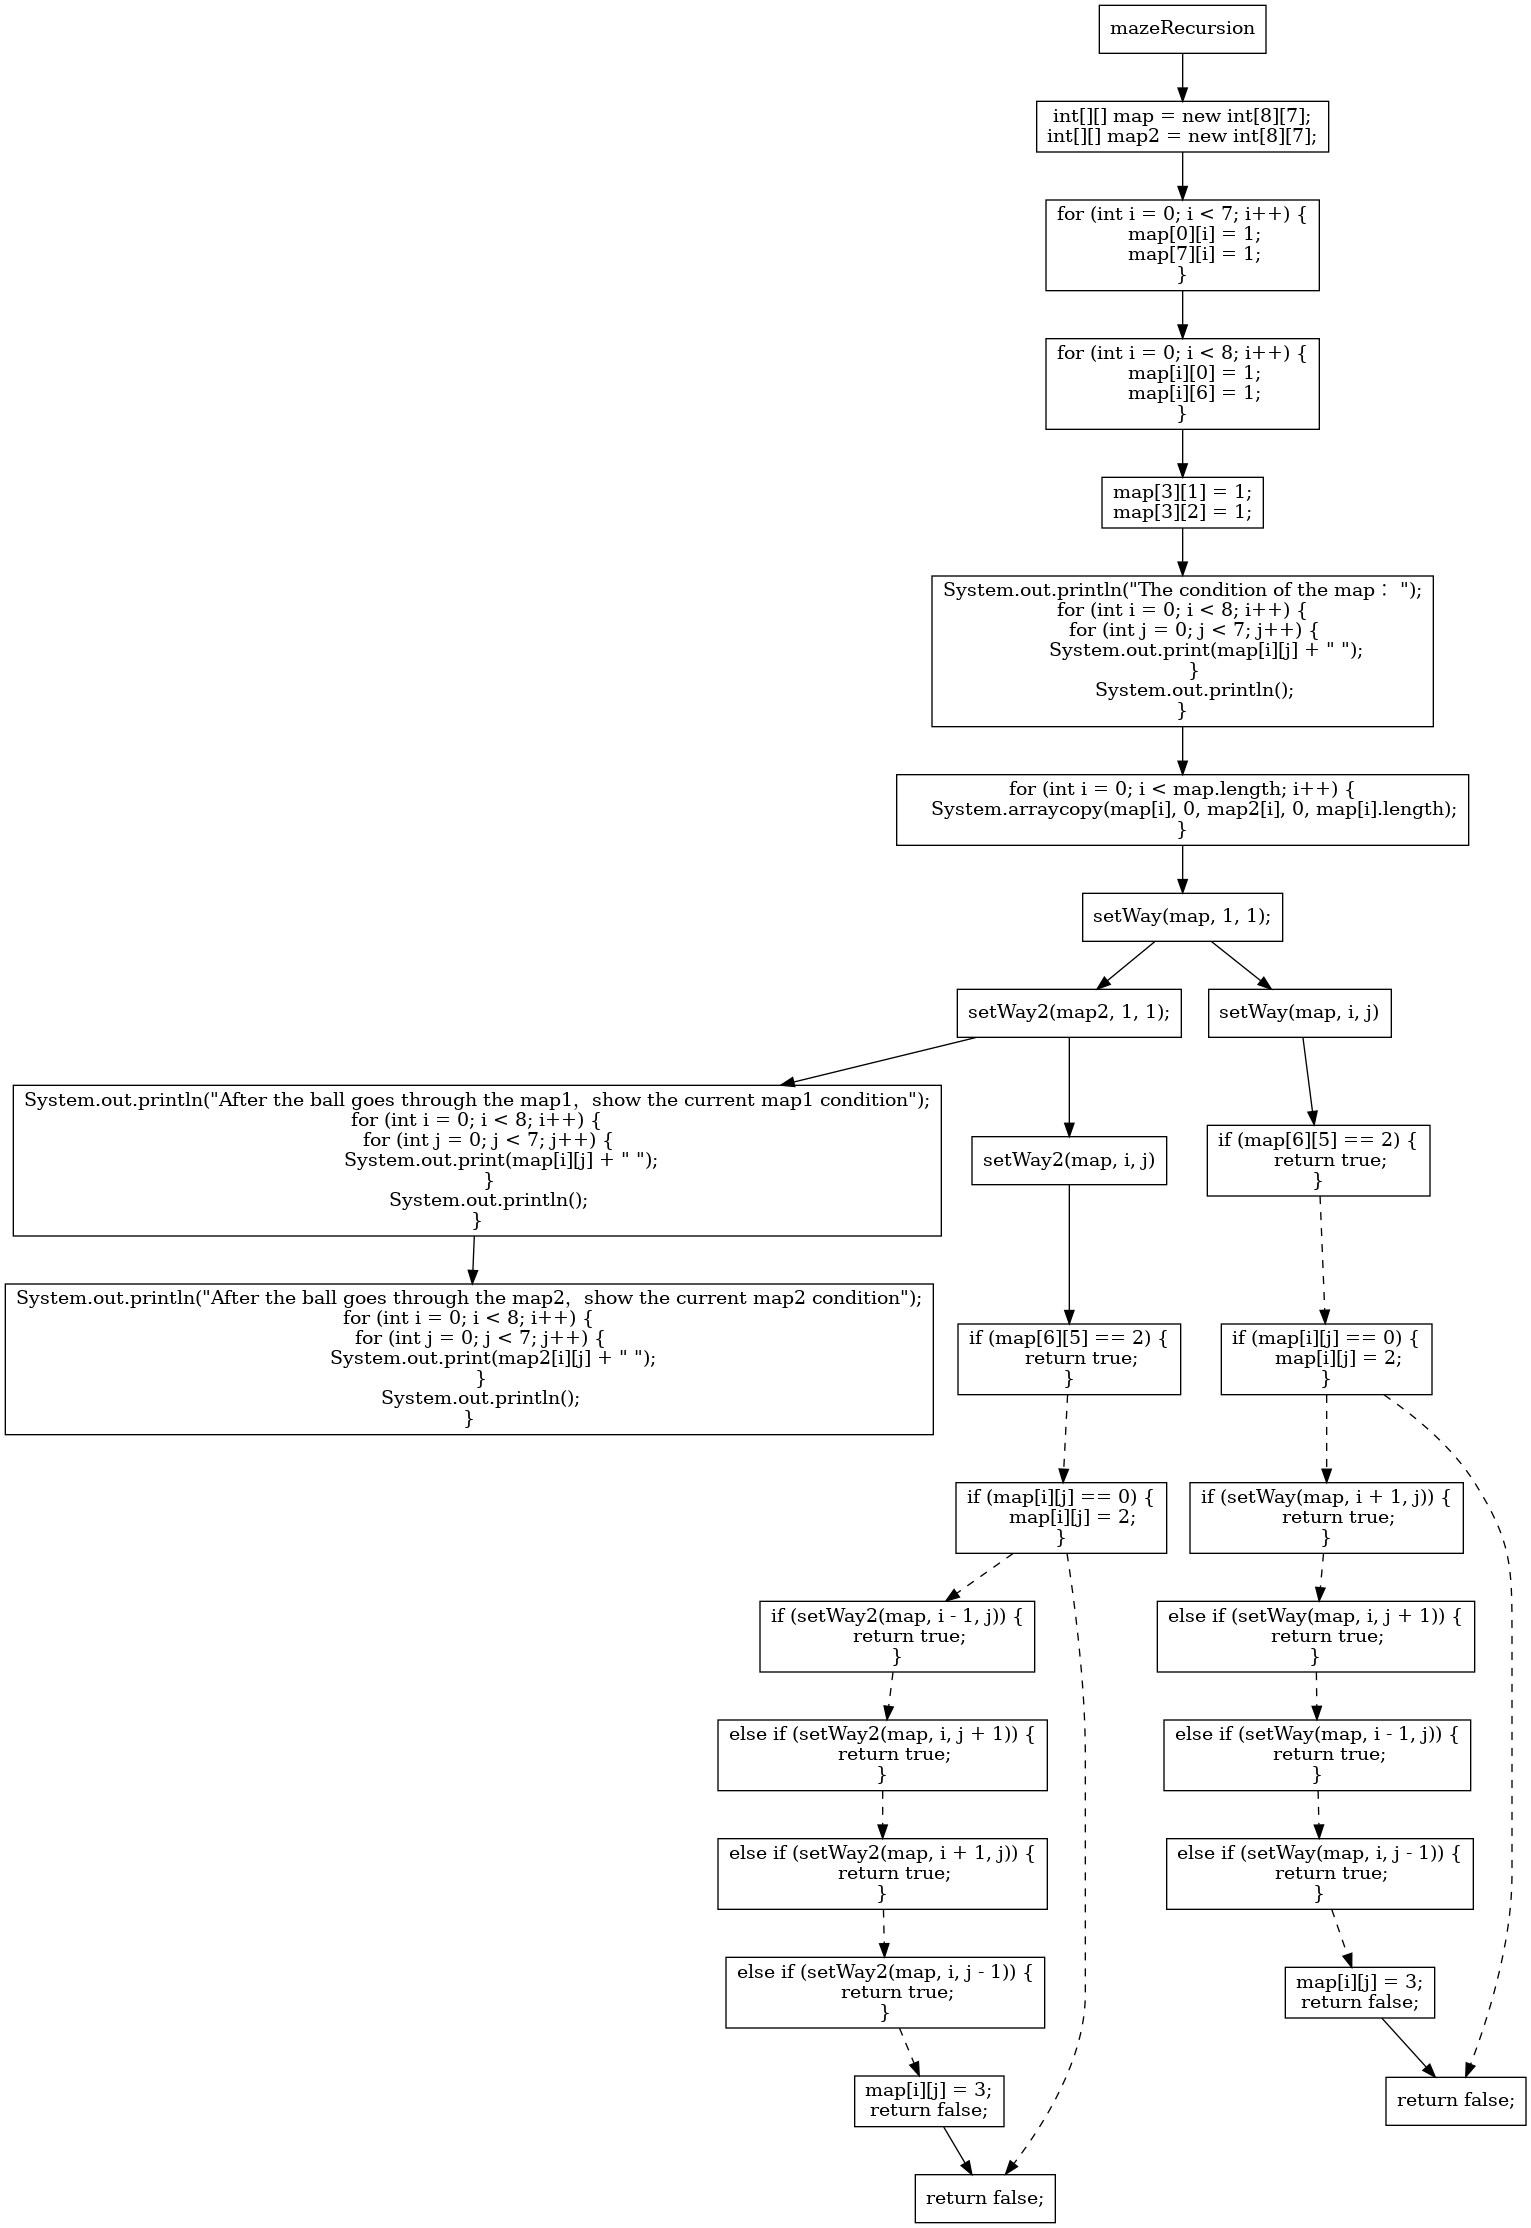 mazeRecursion
int[][] map = new int[8][7];
int[][] map2 = new int[8][7];
for (int i = 0; i < 7; i++) {
map[0][i] = 1;
map[7][i] = 1;
}
for (int i = 0; i < 8; i++) {
map[i][0] = 1;
map[i][6] = 1;
}
map[3][1] = 1;
map[3][2] = 1;
System.out.println("The condition of the map： ");
for (int i = 0; i < 8; i++) {
for (int j = 0; j < 7; j++) {
System.out.print(map[i][j] + " ");
}
System.out.println();
}
for (int i = 0; i < map.length; i++) {
System.arraycopy(map[i], 0, map2[i], 0, map[i].length);
}
setWay(map, 1, 1);
setWay2(map2, 1, 1);
setWay(map, i, j)
System.out.println("After the ball goes through the map1,  show the current map1 condition");
for (int i = 0; i < 8; i++) {
for (int j = 0; j < 7; j++) {
System.out.print(map[i][j] + " ");
}
System.out.println();
}
setWay2(map, i, j)
if (map[6][5] == 2) {
return true;
}
System.out.println("After the ball goes through the map2,  show the current map2 condition");
for (int i = 0; i < 8; i++) {
for (int j = 0; j < 7; j++) {
System.out.print(map2[i][j] + " ");
}
System.out.println();
}
if (map[6][5] == 2) {
return true;
}
if (map[i][j] == 0) {
map[i][j] = 2;
}
if (map[i][j] == 0) {
map[i][j] = 2;
}
if (setWay(map, i + 1, j)) {
return true;
}
if (setWay2(map, i - 1, j)) {
return true;
}
else if (setWay(map, i, j + 1)) {
return true;
}
else if (setWay2(map, i, j + 1)) {
return true;
}
else if (setWay(map, i - 1, j)) {
return true;
}
else if (setWay2(map, i + 1, j)) {
return true;
}
else if (setWay(map, i, j - 1)) {
return true;
}
else if (setWay2(map, i, j - 1)) {
return true;
}
map[i][j] = 3;
return false;
map[i][j] = 3;
return false;
return false;
return false;